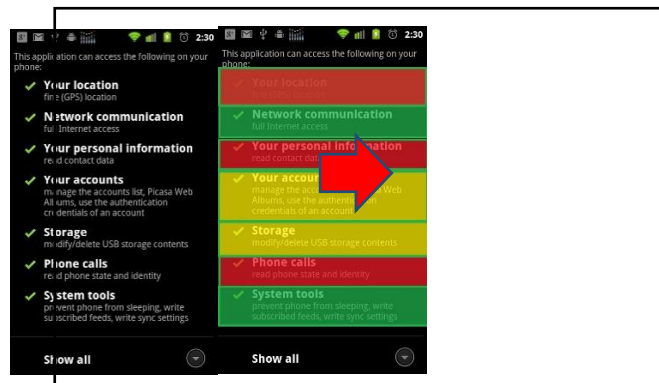 2:30
This application can access the following on your
phone:
Your location
fine (GPS) location
Network communication
full Internet access
Your personal information
read contact data
Your accounts
manage the accounts list, Picasa Web
Albums, use the authentication
credentials of an account
Storage
modify/delete USB storage contents
Phone calls
read phone state and identity
System tools
prevent phone from sleeping, write
subscribed feeds, write sync settings
Show all
2:30
This application can access the following on your
phone:
Your location
fine (GPS) location
Network communication
full Internet access
Your personal information
read contact data
Your accounts
manage the accounts list, Picasa Web
Albums, use the authentication
credentials of an account
Storage
modify/delete USB storage contents
Phone calls
read phone state and identity
System tools
prevent phone from sleeping, write
subscribed feeds, write sync settings
Show all